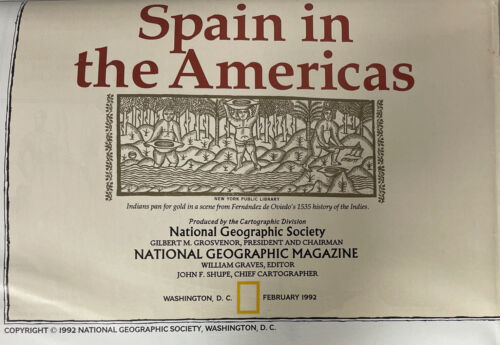 Spain in
the Americas
NEW YORK PUBLIC LIBRARY
Indians pan for gold in a scene from Fernández de Oviedo's 1535 history of the Indies.
Produced by the Cartographic Division
National Geographic Society
GILBERT M. GROSVENOR, PRESIDENT AND CHAIRMAN
NATIONAL GEOGRAPHIC MAGAZINE
WILLIAM GRAVES, EDITOR
JOHN F. SHUPE, CHIEF CARTOGRAPHER
WASHINGTON, D. C. FEBRUARY 1992
COPYRIGHT © 1992 NATIONAL GEOGRAPHIC SOCIETY, WASHINGTON, D. C.